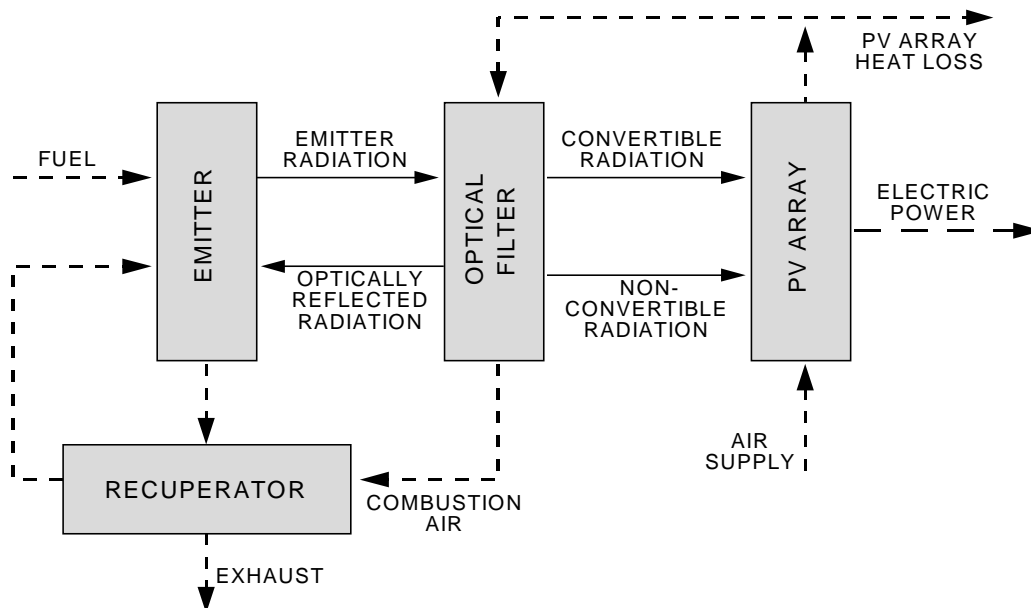 PV ARRAY
HEAT LOSS
FUEL
EMITTER
EMITTER
RADIATION
OPTICALLY
REFLECTED
RADIATION
OPTICAL
FILTER
CONVERTIBLE
RADIATION
NON-
CONVERTIBLE
RADIATION
PV ARRAY
ELECTRIC
POWER
AIR
SUPPLY
RECUPERATOR
COMBUSTION
AIR
EXHAUST